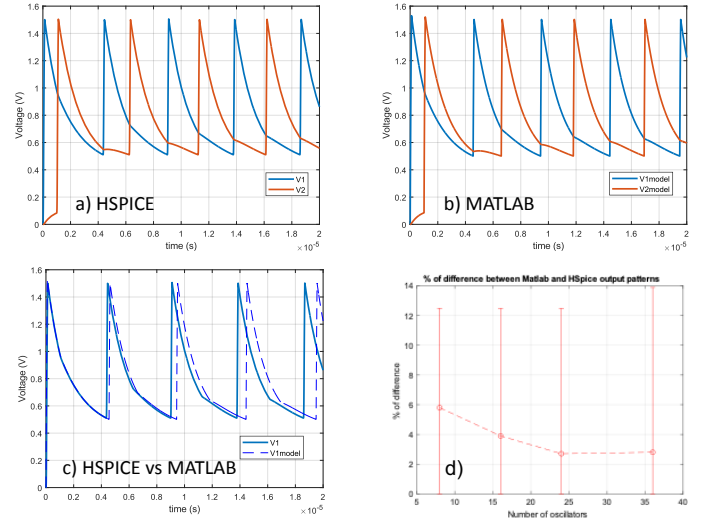 1.6
1.4
1.2
1
0.8
0.6
0.4
0.2
0
Voltage (V)
V1
V2
a) HSPICE
0 0.2 0.4 0.6 0.8 1 1.2 1.4 1.6 1.8 2
time (s)
×10-5
1.6
1.4
1.2
1
0.8
0.6
0.4
0.2
0
Voltage (V)
V1model
V2model
b) MATLAB
0 0.2 0.4 0.6 0.8 1 1.2 1.4 1.6 1.8 2
time (s)
×10-5
1.6
1.4
1.2
1
0.8
0.6
0.4
0.2
0
Voltage (V)
V1
V1model
c) HSPICE vs MATLAB
0 0.2 0.4 0.6 0.8 1 1.2 1.4 1.6 1.8 2
time (s)
×10-5
% of difference between Matlab and HSpice output patterns
14
12
10
8
6
4
2
0
% of difference
d)
5 10 15 20 25 30 35 40
Number of oscillators